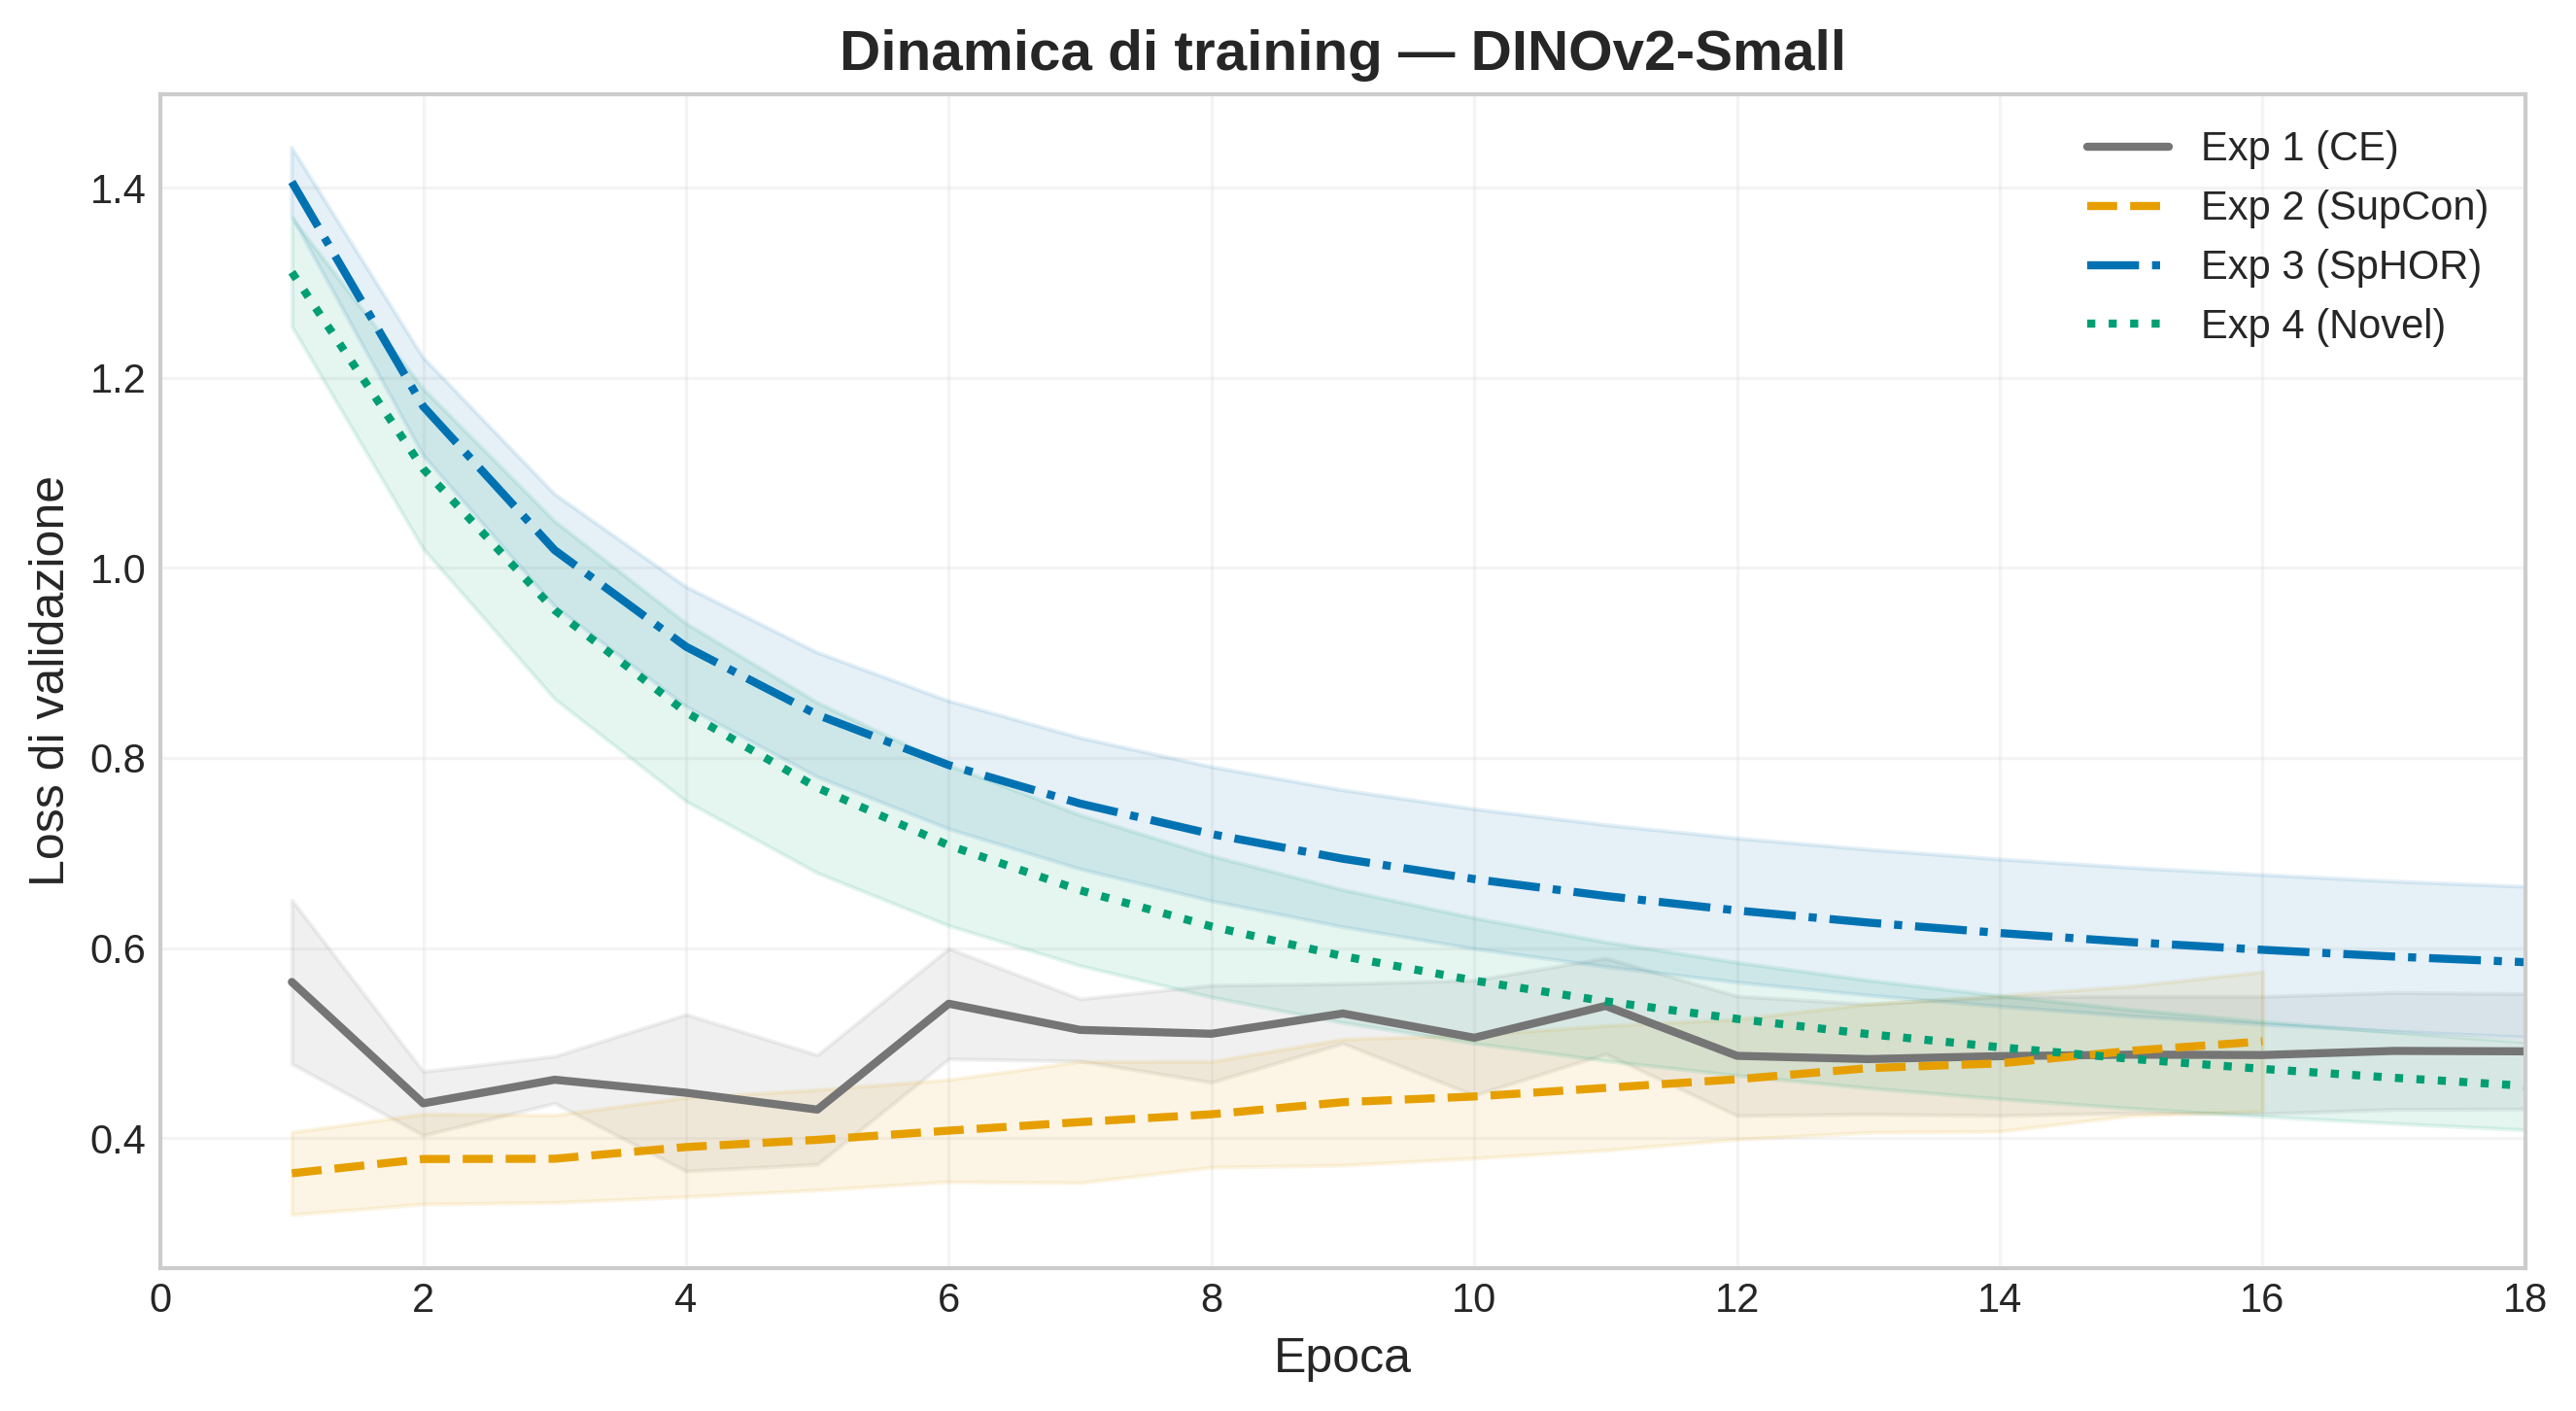 Dinamica di training — DINOv2-Small
Exp 1 (CE)
Exp 2 (SupCon)
Exp 3 (SpHOR)
Exp 4 (Novel)
Loss di validazione
1.4
1.2
1.0
0.8
0.6
0.4
0 2 4 6 8 10 12 14 16 18
Epoca